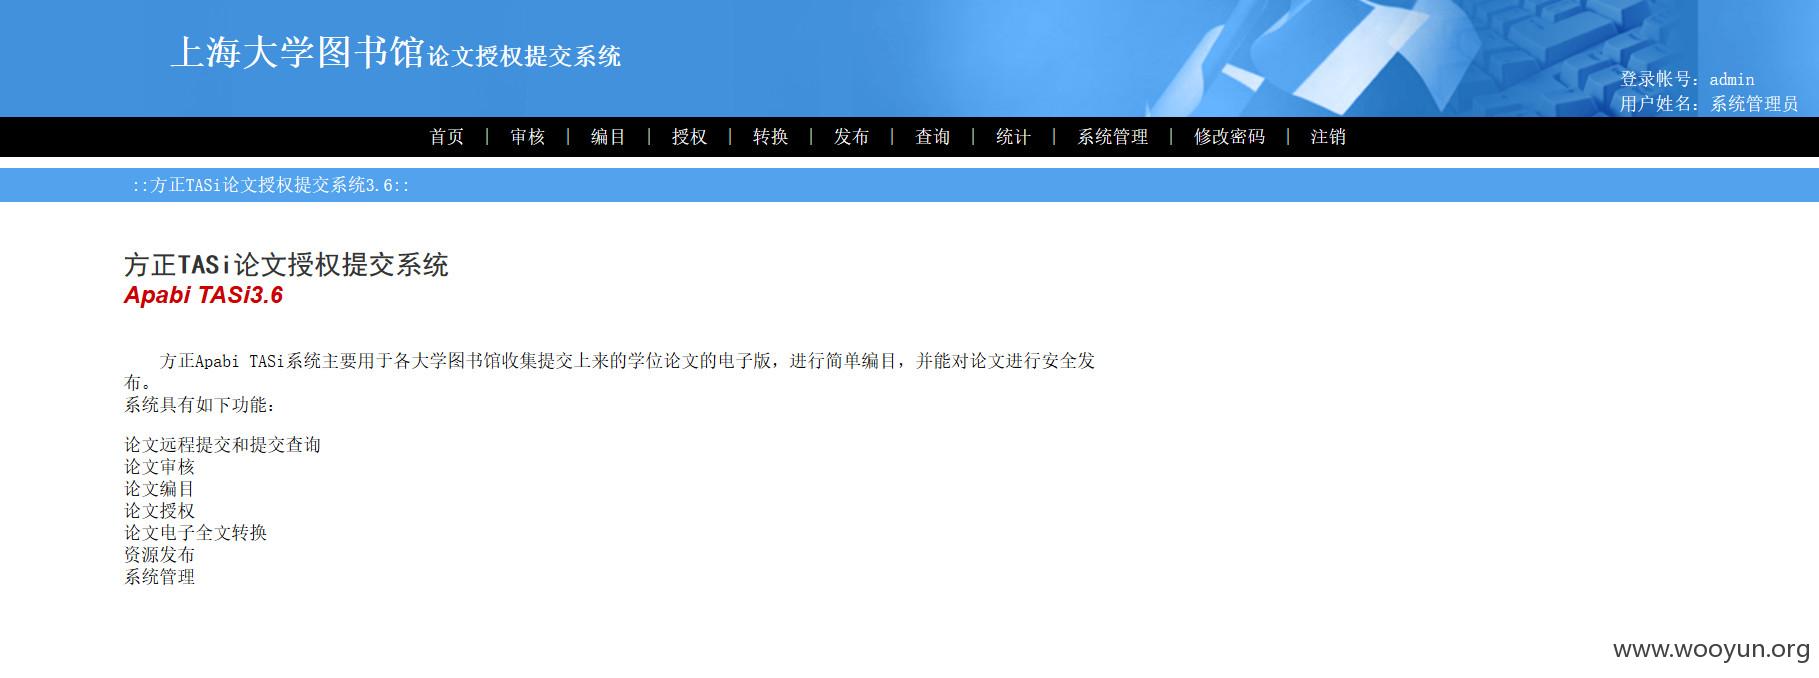 上海大学图书馆论文授权提交系统
登录帐号：admin
用户姓名：系统管理员
首页 | 审核 | 编目 | 授权 | 转换 | 发布 | 查询 | 统计 | 系统管理 | 修改密码 | 注销
::方正TASi论文授权提交系统3.6::
方正TASi论文授权提交系统
Apabi TASi3.6
方正Apabi TASi系统主要用于各大学图书馆收集提交上来的学位论文的电子版，进行简单编目，并能对论文进行安全发
布。
系统具有如下功能：
论文远程提交和提交查询
论文审核
论文编目
论文授权
论文电子全文转换
资源发布
系统管理
www.wooyun.org